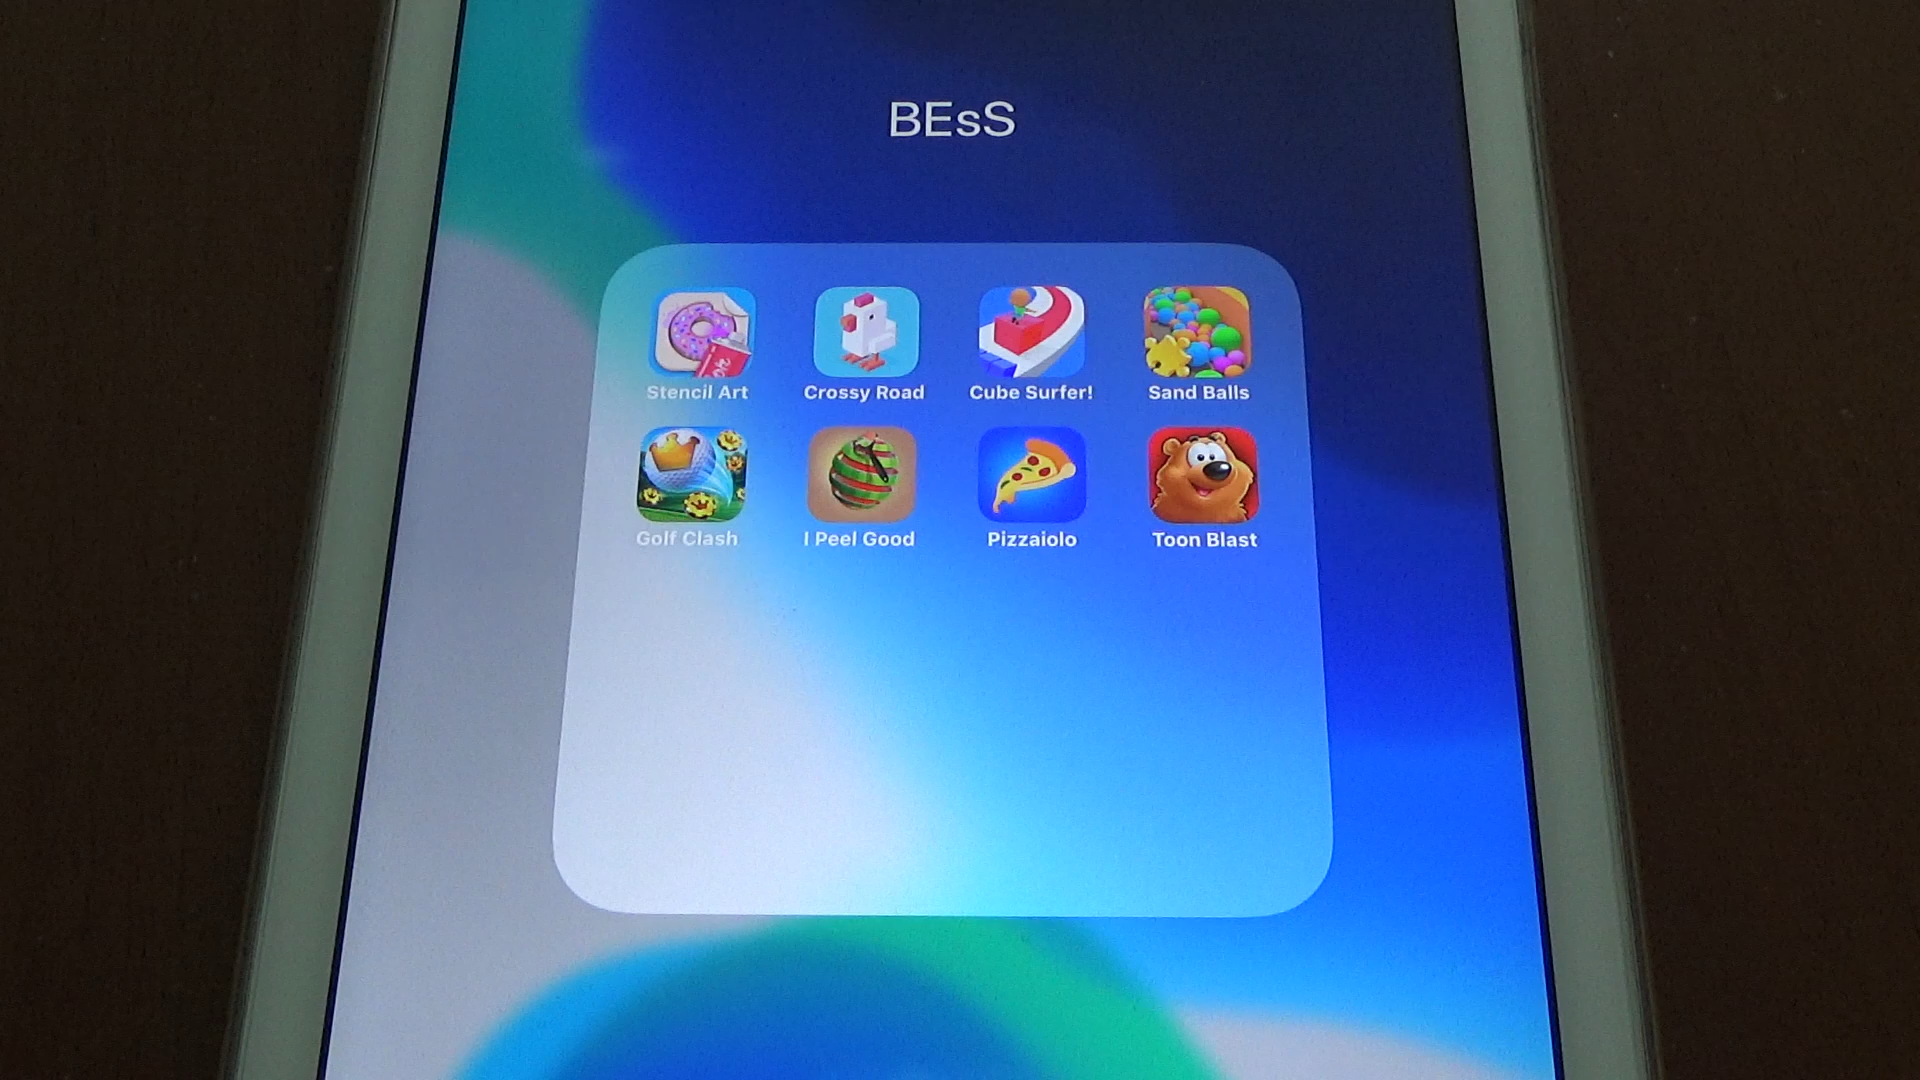 BEsS
Stencil Art Crossy Road Cube Surfer! Sand Balls
Golf Clash I Peel Good Pizzaiolo Toon Blast